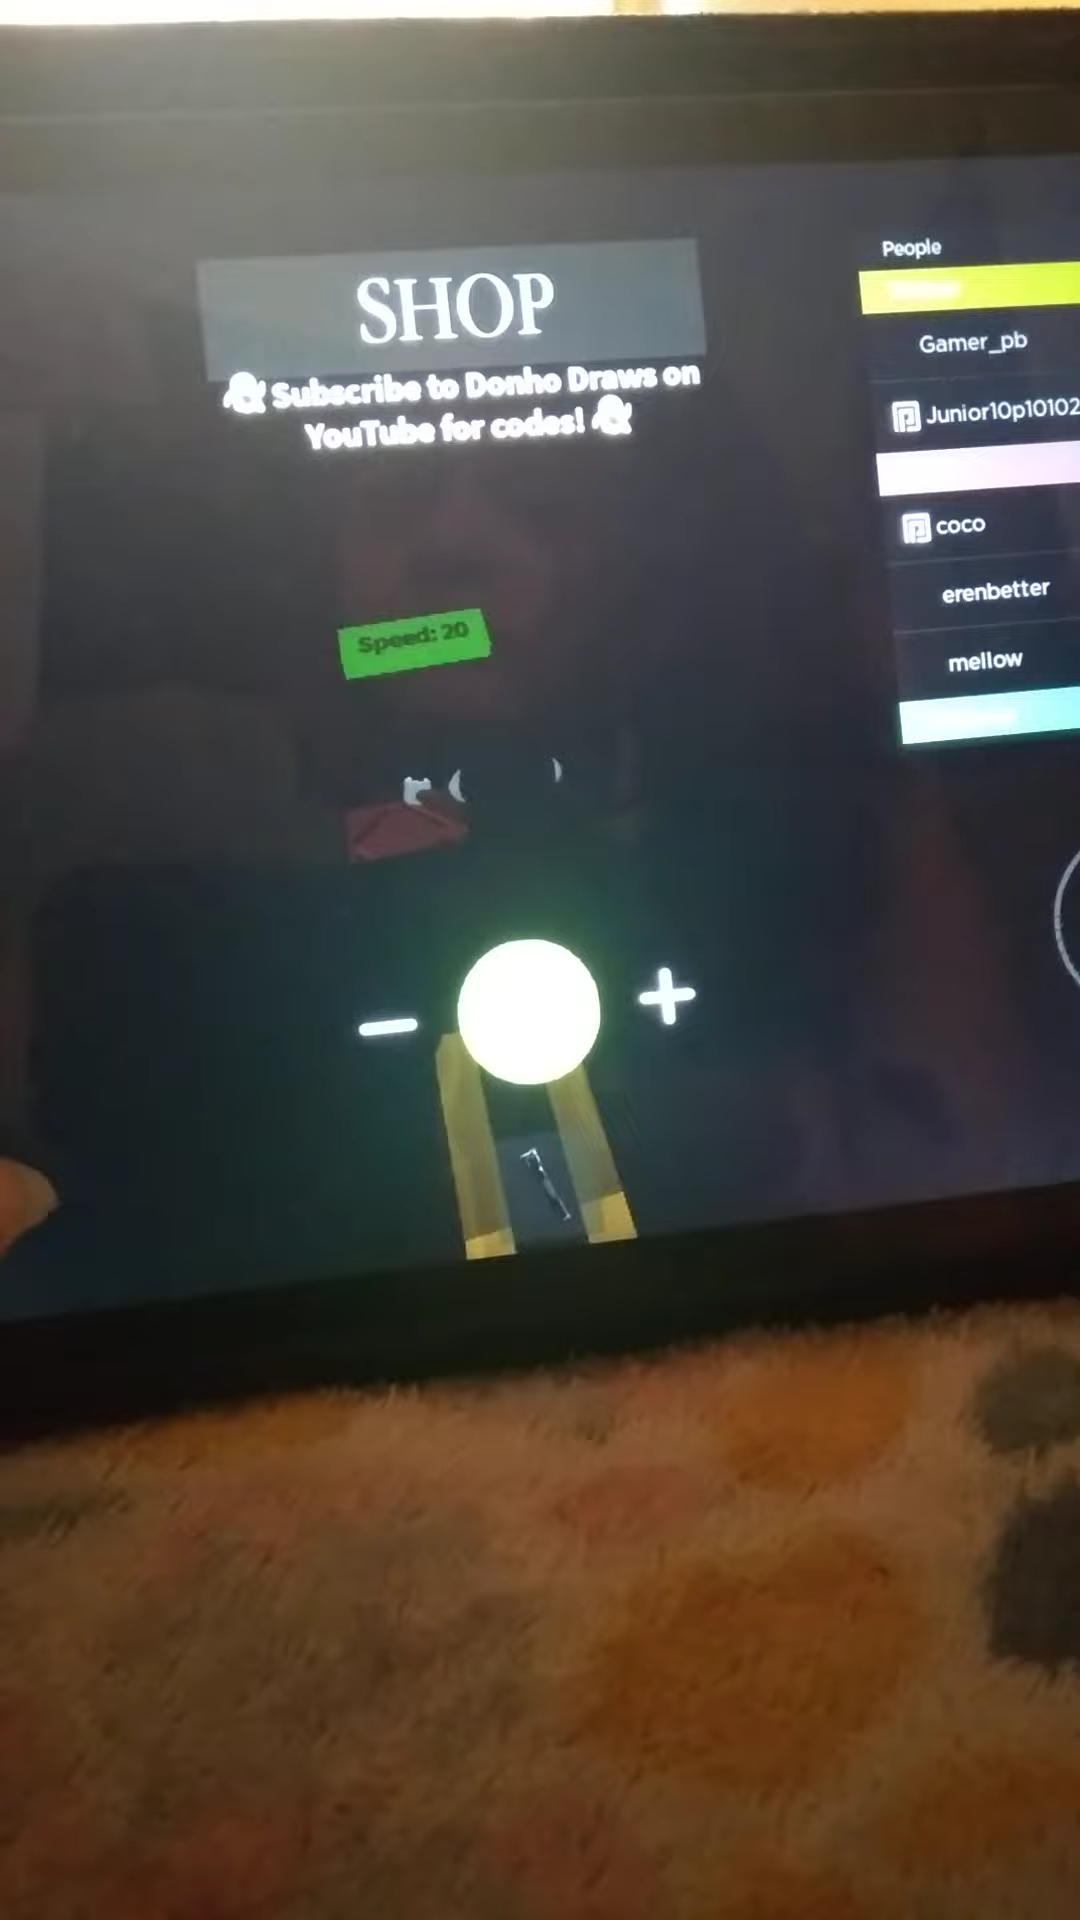 SHOP
Subscribe to Donho Draws on
YouTube for codes!
Speed: 20
People
Gamer_pb
Junior10p10102
coco
erenbetter
mellow